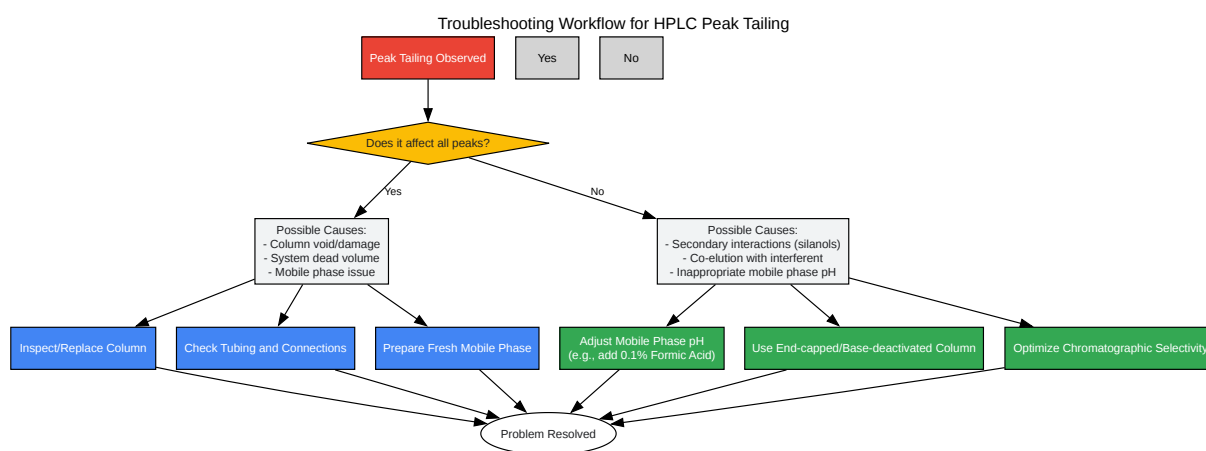 Troubleshooting Workflow for HPLC Peak Tailing
Peak Tailing Observed
Yes
No
Does it affect all peaks?
Yes
No
Possible Causes:
- Column void/damage
- System dead volume
- Mobile phase issue
Possible Causes:
- Secondary interactions (silanols)
- Co-elution with interferent
- Inappropriate mobile phase pH
Inspect/Replace Column
Check Tubing and Connections
Prepare Fresh Mobile Phase
Adjust Mobile Phase pH
(e.g., add 0.1% Formic Acid)
Use End-capped/Base-deactivated Column
Optimize Chromatographic Selectivity
Problem Resolved